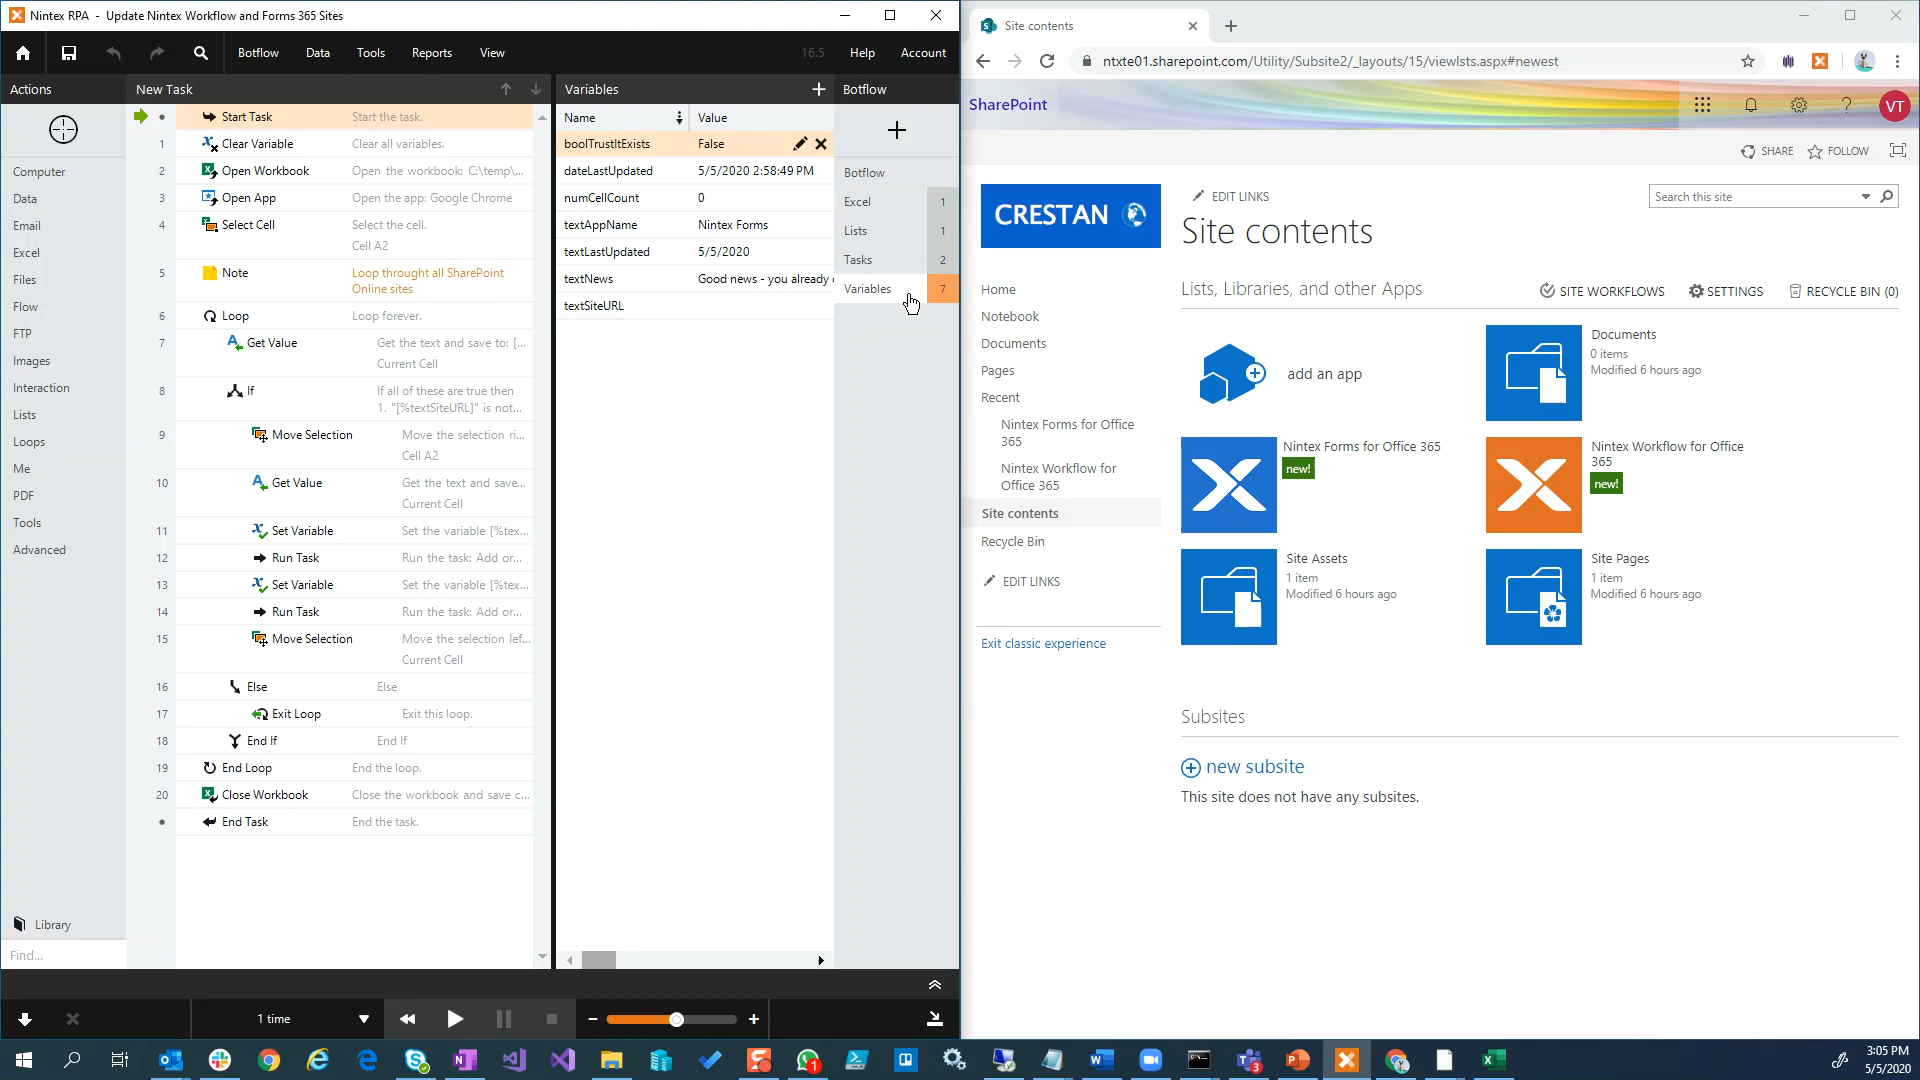 Nintex RPA - Update Nintex Workflow and Forms 365 Sites
Botflow Data Tools Reports View 16.5 Help Account
Actions
Computer
Data
Email
Excel
Files
Flow
FTP
Images
Interaction
Lists
Loops
Me
PDF
Tools
Advanced
Library
Find...
New Task
Start Task Start the task.
1 Clear Variable Clear all variables.
2 Open Workbook Open the workbook: C:\temp\...
3 Open App Open the app: Google Chrome
4 Select Cell Select the cell.
Cell A2
5 Note Loop throught all SharePoint
Online sites
6 Loop Loop forever.
7 Get Value Get the text and save to: [...
Current Cell
8 If If all of these are true then
1. "[%textSiteURL]" is not...
9 Move Selection Move the selection ri...
Cell A2
10 Get Value Get the text and save...
Current Cell
11 Set Variable Set the variable [%tex...
12 Run Task Run the task: Add or...
13 Set Variable Set the variable [%tex...
14 Run Task Run the task: Add or...
15 Move Selection Move the selection lef...
Current Cell
16 Else Else
17 Exit Loop Exit this loop.
18 End If End If
19 End Loop End the loop.
20 Close Workbook Close the workbook and save c...
End Task End the task.
Variables
Name Value
boolTrustItExists False
dateLastUpdated 5/5/2020 2:58:49 PM
numCellCount 0
textAppName Nintex Forms
textLastUpdated 5/5/2020
textNews Good news - you already
textSiteURL
Botflow
Botflow
Excel 1
Lists 1
Tasks 2
Variables 7
1 time
Site contents
ntxte01.sharepoint.com/Utility/Subsite2/_layouts/15/viewlsts.aspx#newest
SharePoint
VT
SHARE FOLLOW
CRESTAN
EDIT LINKS
Site contents
Search this site
Home
Notebook
Documents
Pages
Recent
Nintex Forms for Office
365
Nintex Workflow for
Office 365
Site contents
Recycle Bin
EDIT LINKS
Exit classic experience
Lists, Libraries, and other Apps
SITE WORKFLOWS SETTINGS RECYCLE BIN (0)
add an app
Documents
0 items
Modified 6 hours ago
Nintex Forms for Office 365
new!
Nintex Workflow for Office
365
new!
Site Assets
1 item
Modified 6 hours ago
Site Pages
1 item
Modified 6 hours ago
Subsites
new subsite
This site does not have any subsites.
3:05 PM
5/5/2020